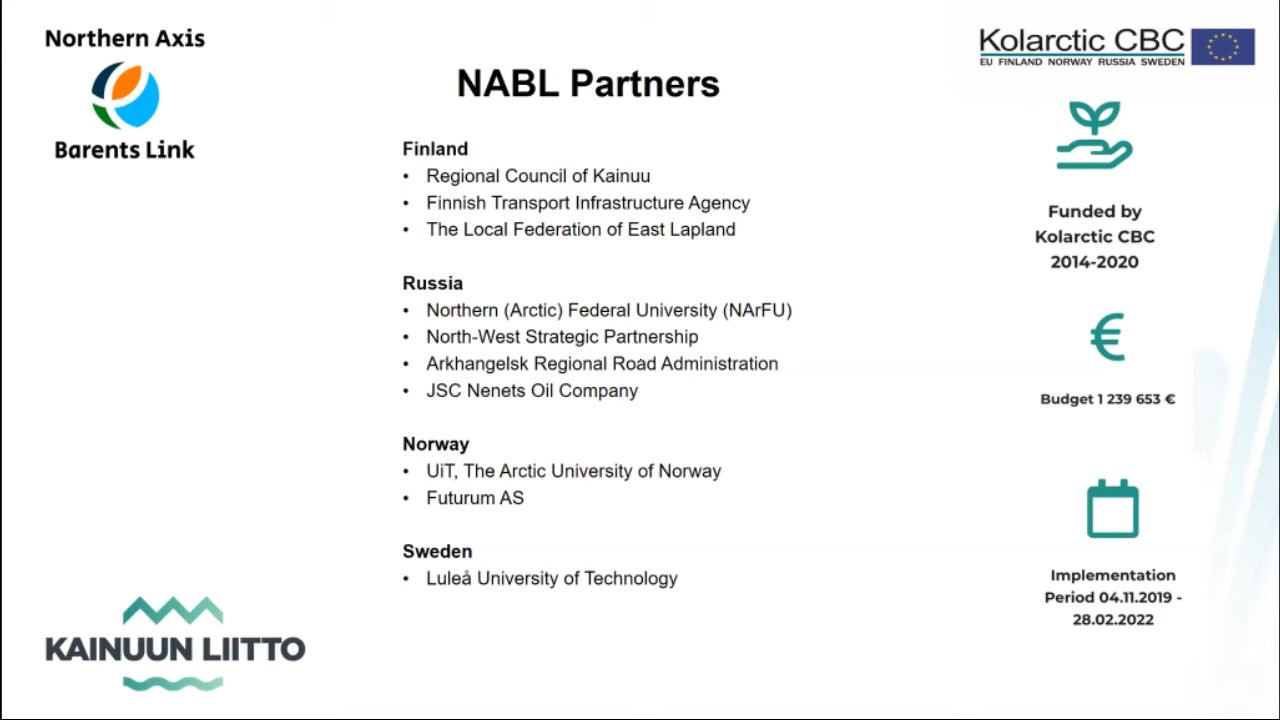 Northern Axis
Barents Link
Kolarctic CBC
EU FINLAND NORWAY RUSSIA SWEDEN
NABL Partners
Finland
• Regional Council of Kainuu
• Finnish Transport Infrastructure Agency
• The Local Federation of East Lapland
Russia
• Northern (Arctic) Federal University (NArFU)
• North-West Strategic Partnership
• Arkhangelsk Regional Road Administration
• JSC Nenets Oil Company
Norway
• UiT, The Arctic University of Norway
• Futurum AS
Sweden
• Luleå University of Technology
Funded by
Kolarctic CBC
2014-2020
€
Budget 1 239 653 €
Implementation
Period 04.11.2019 -
28.02.2022
KAINUUN LIITTO